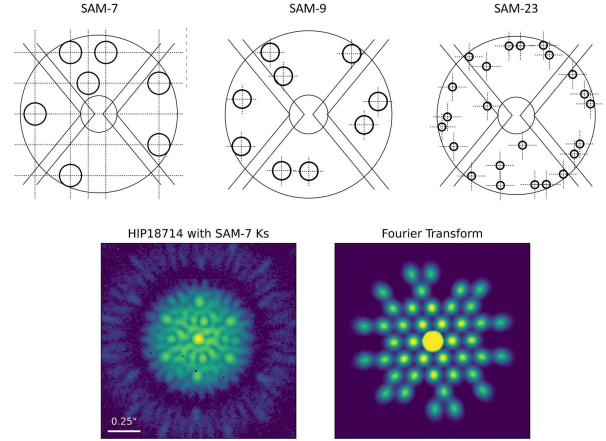 SAM-7
SAM-9
SAM-23
HIP18714 with SAM-7 Ks
Fourier Transform
0.25"